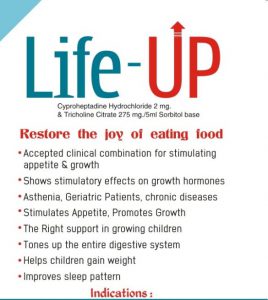 Life-UP
Cyproheptadine Hydrochloride 2 mg.
& Tricholine Citrate 275 mg./5ml Sorbitol base
Restore the joy of eating food
• Accepted clinical combination for stimulating
appetite & growth
• Shows stimulatory effects on growth hormones
• Asthenia, Geriatric Patients, chronic diseases
• Stimulates Appetite, Promotes Growth
• The Right support in growing children
• Tones up the entire digestive system
• Helps children gain weight
• Improves sleep pattern
Indications :